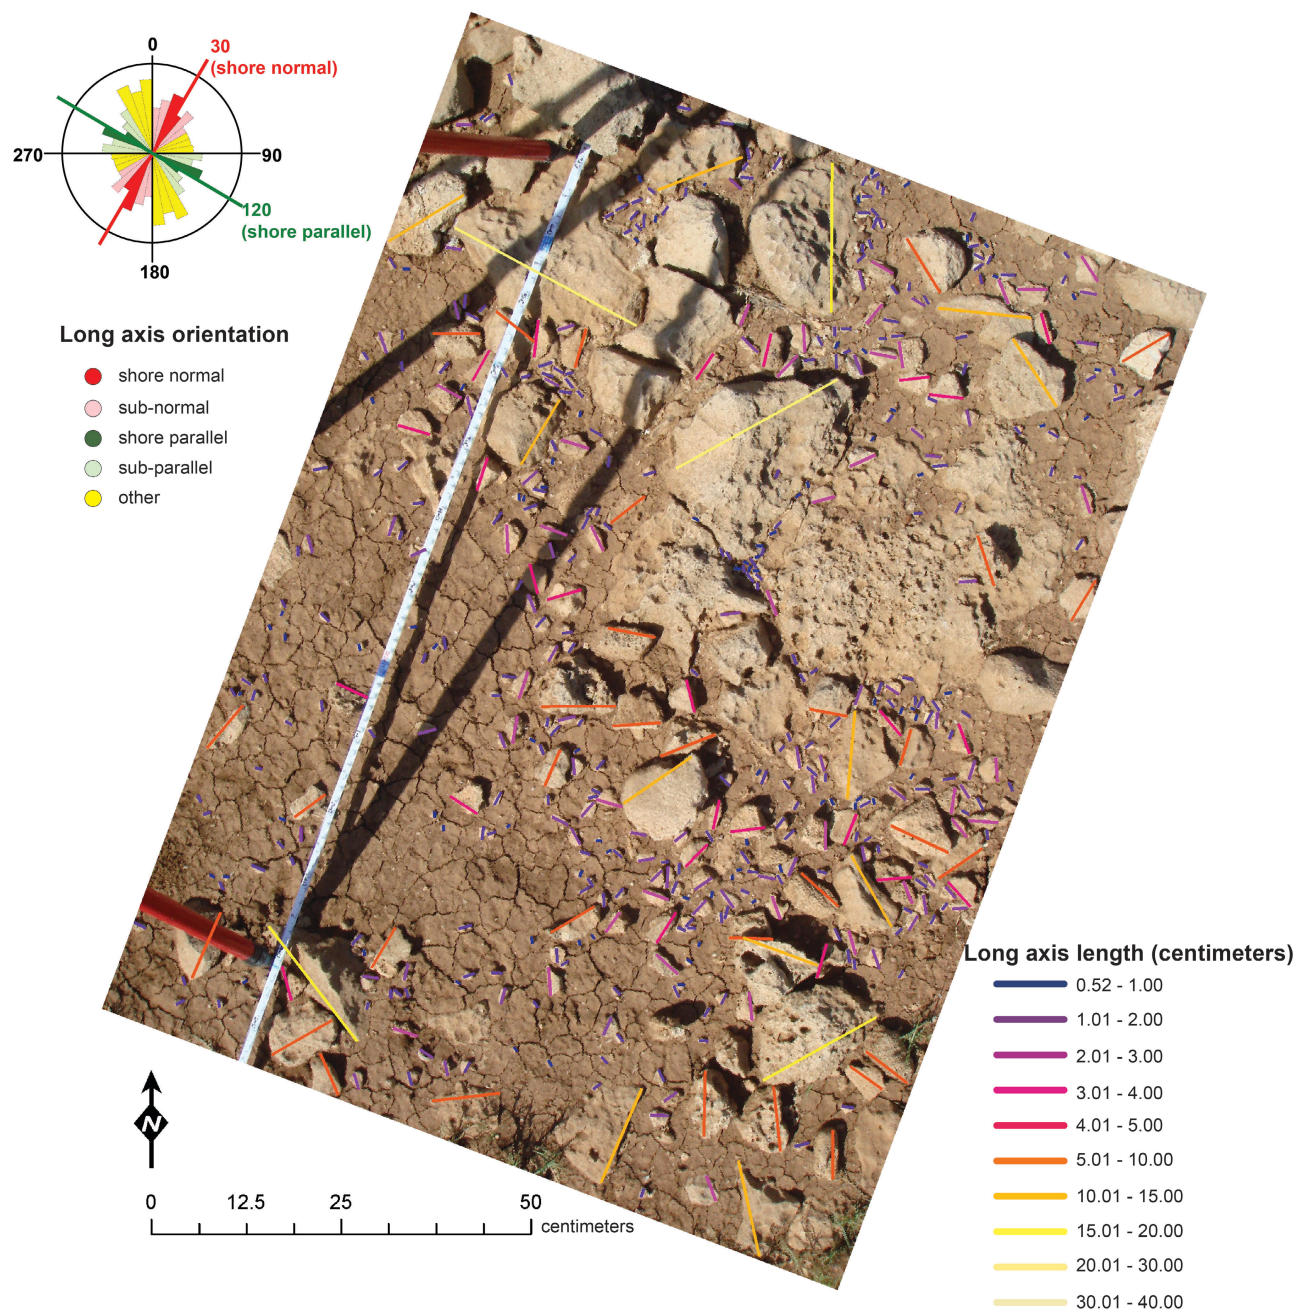 0
30
(shore normal)
270
90
120
(shore parallel)
180
Long axis orientation
shore normal
sub-normal
shore parallel
sub-parallel
other
N
0 12.5 25 50
centimeters
Long axis length (centimeters)
0.52 - 1.00
1.01 - 2.00
2.01 - 3.00
3.01 - 4.00
4.01 - 5.00
5.01 - 10.00
10.01 - 15.00
15.01 - 20.00
20.01 - 30.00
30.01 - 40.00